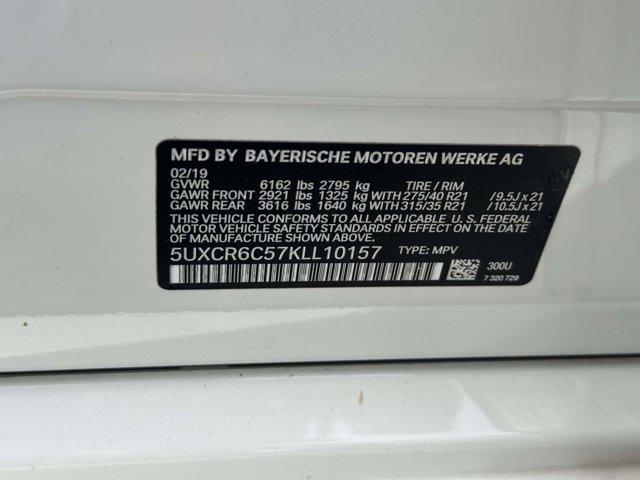 MFD BY BAYERISCHE MOTOREN WERKE AG
02/19
GVWR 6162 lbs 2795 kg TIRE / RIM
GAWR FRONT 2921 lbs 1325 kg WITH 275/40 R21 / 9.5J x 21
GAWR REAR 3616 lbs 1640 kg WITH 315/35 R21 / 10.5J x 21
THIS VEHICLE CONFORMS TO ALL APPLICABLE U. S. FEDERAL
MOTOR VEHICLE SAFETY STANDARDS IN EFFECT ON THE DATE
OF MANUFACTURE SHOWN ABOVE.
5UXCR6C57KLL10157 TYPE: MPV
300U
7 320 729